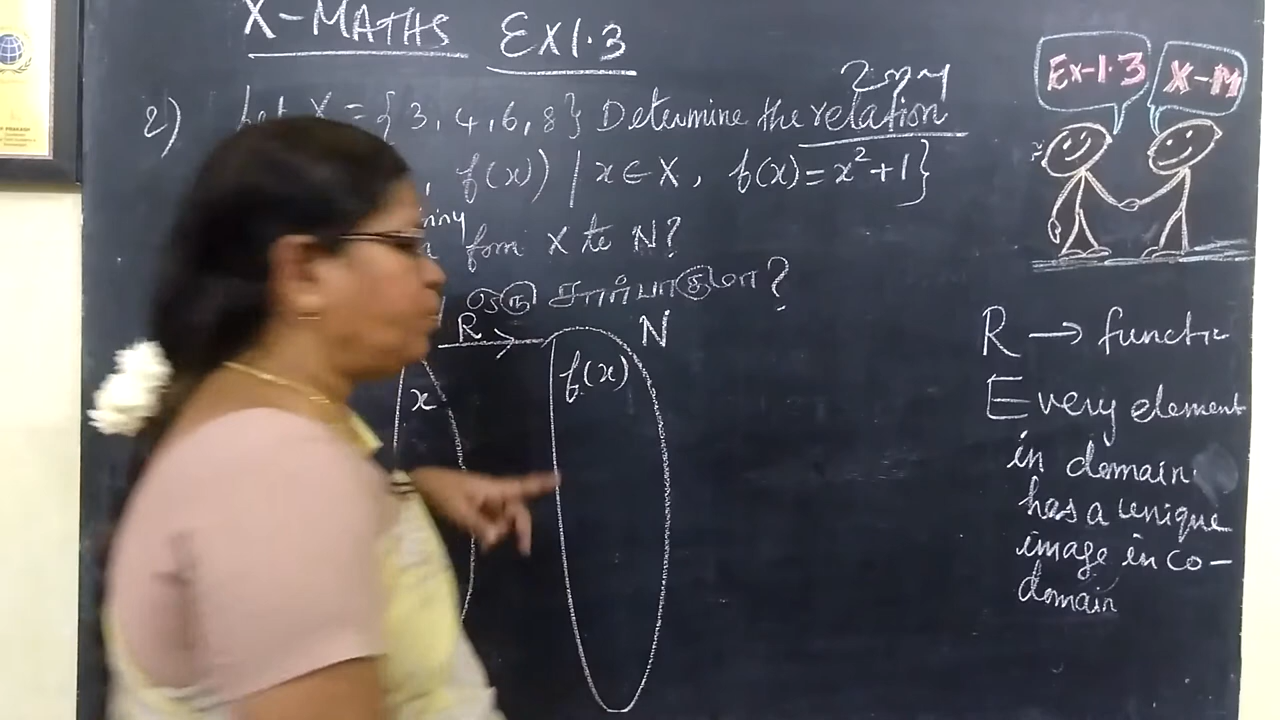 X-MATHS Ex1.3
2) Let X = {3, 4, 6, 8} Determine the relation
, f(x)) / x ∈ X, f(x) = x² + 1}
from X to N?
ஒரு சார்பாகுமா?
R → N
x f(x)
Ex-1.3 X-M
R → functi
Every element
in domain
has a unique
image in co-
domain